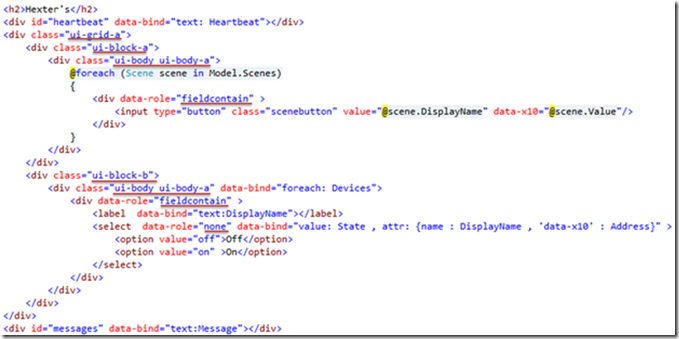 <h2>Hexter's</h2>
<div id="heartbeat" data-bind="text: Heartbeat"></div>
<div class="ui-grid-a">
    <div class="ui-block-a">
        <div class="ui-body ui-body-a">
            @foreach (Scene scene in Model.Scenes)
            {
                <div data-role="fieldcontain" >
                    <input type="button" class="scenebutton" value="@scene.DisplayName" data-x10="@scene.Value"/>
                </div>
            }
        </div>
    </div>
    <div class="ui-block-b">
        <div class="ui-body ui-body-a" data-bind="foreach: Devices">
            <div data-role="fieldcontain" >
                <label  data-bind="text:DisplayName"></label>
                <select  data-role="none" data-bind="value: State , attr: {name : DisplayName , 'data-x10' : Address}" >
                    <option value="off">Off</option>
                    <option value="on" >On</option>
                </select>
            </div>
        </div>
    </div>
</div>
<div id="messages" data-bind="text:Message"></div>